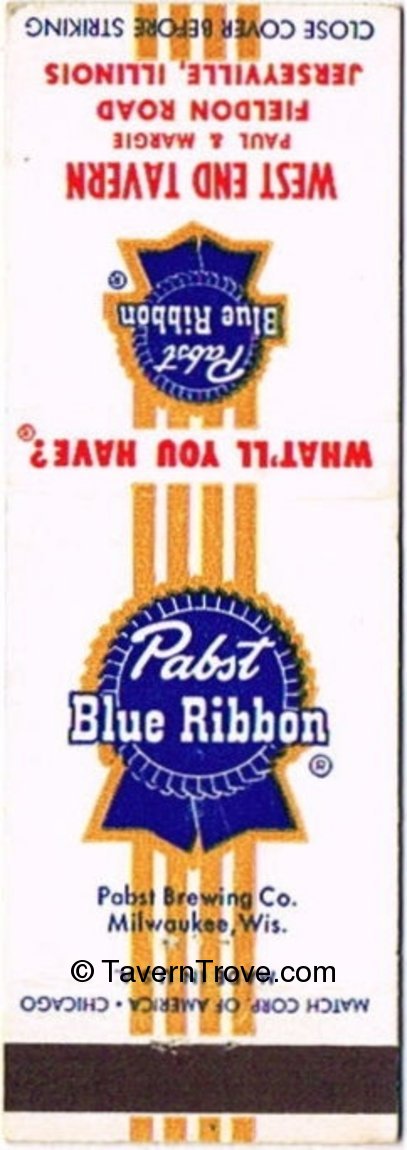 CLOSE COVER BEFORE STRIKING
WEST END TAVERN
PAUL & MARGIE
FIELDON ROAD
JERSEYVILLE, ILLINOIS
Pabst
Blue Ribbon
®
WHAT'LL YOU HAVE?®
Pabst
Blue Ribbon
®
Pabst Brewing Co.
Milwaukee, Wis.
© TavernTrove.com
MATCH CORP. OF AMERICA • CHICAGO